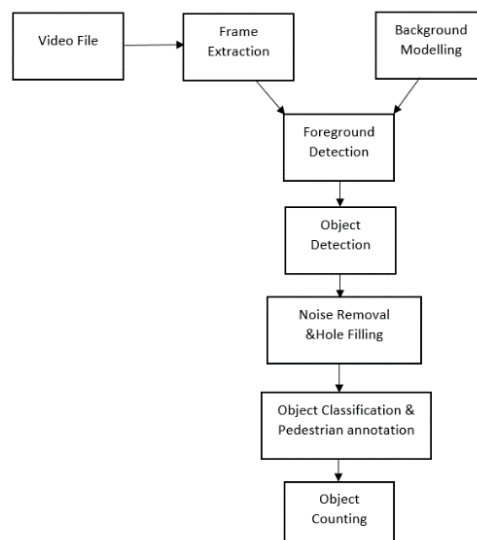 Video File
Frame
Extraction
Background
Modelling
Foreground
Detection
Object
Detection
Noise Removal
&Hole Filling
Object Classification &
Pedestrian annotation
Object
Counting